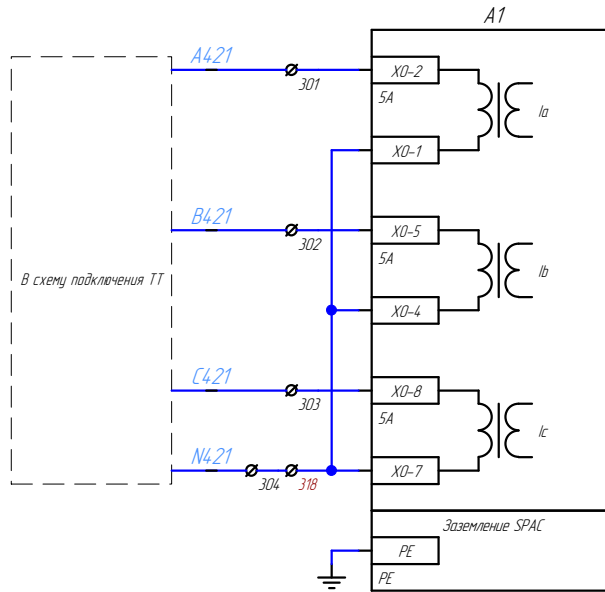 A1
A421
301
X0-2
5A
X0-1
Ia
B421
302
X0-5
5A
X0-4
Ib
В схему подключения ТТ
C421
303
X0-8
5A
Ic
N421
304
318
X0-7
Заземление SPAC
PE
PE